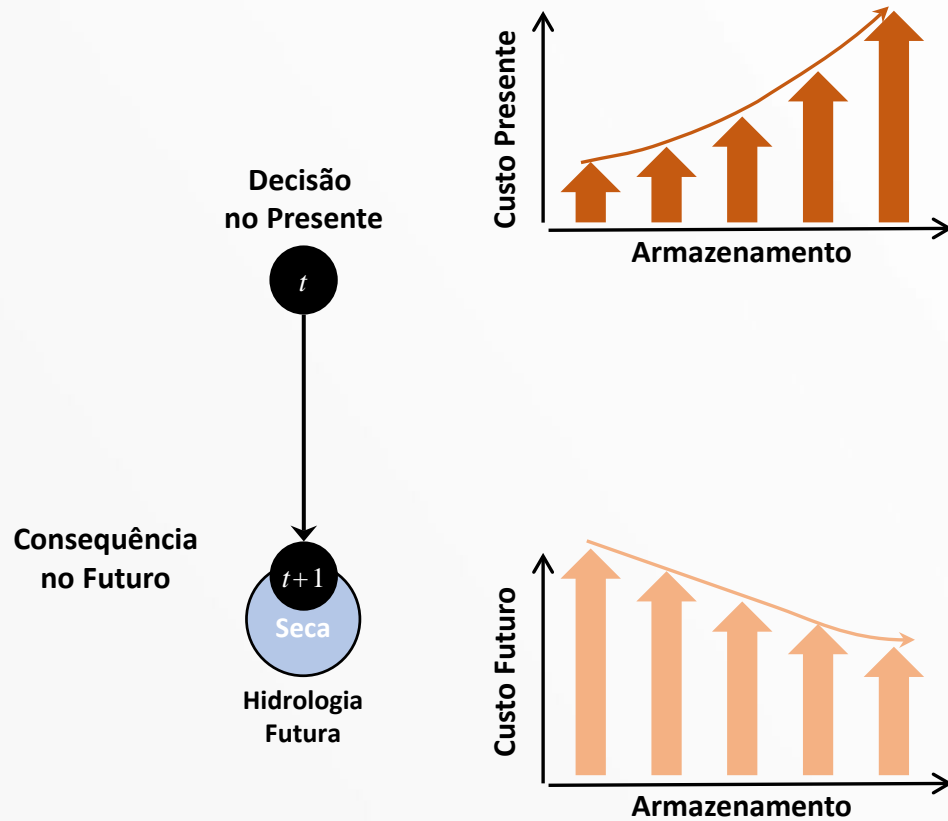 Decisão
no Presente
t
Consequência
no Futuro
t+1
Seca
Hidrologia
Futura
Custo Presente
Armazenamento
Custo Futuro
Armazenamento